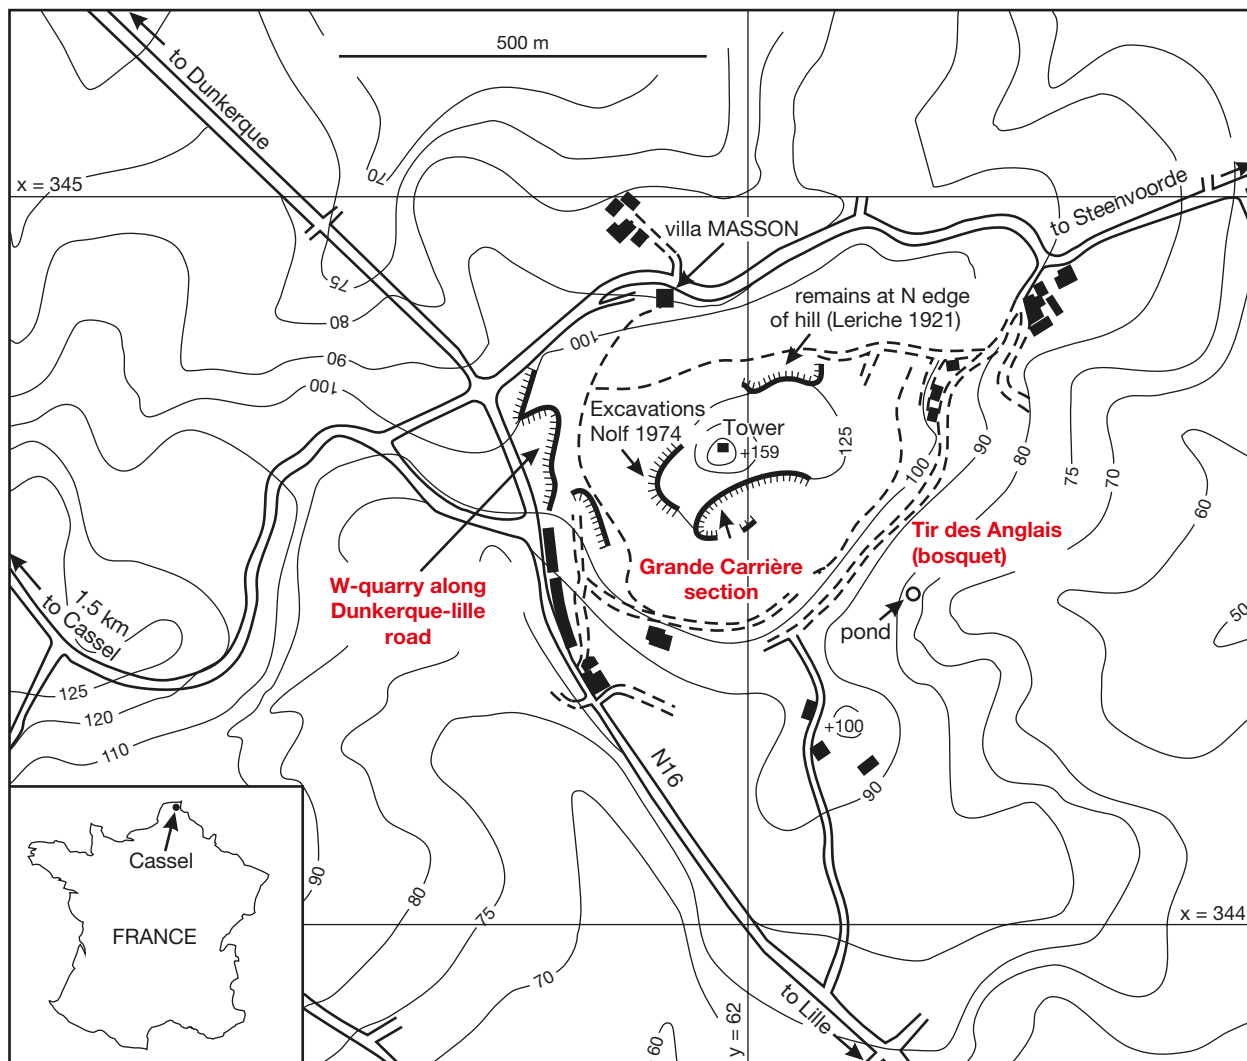 to Dunkerque
500 m
x = 345
70
villa MASSON
to Steenvoorde
75
80
90
100
100
remains at N edge
of hill (Leriche 1921)
Excavations
Nolf 1974
Tower
+159
125
100
90
80
75
70
60
50
W-quarry along
Dunkerque-lille
road
Grande Carrière
section
Tir des Anglais
(bosquet)
pond
1.5 km
to Cassel
125
120
110
+100
90
N16
Cassel
FRANCE
90
80
75
70
60
x = 344
y = 62
to Lille